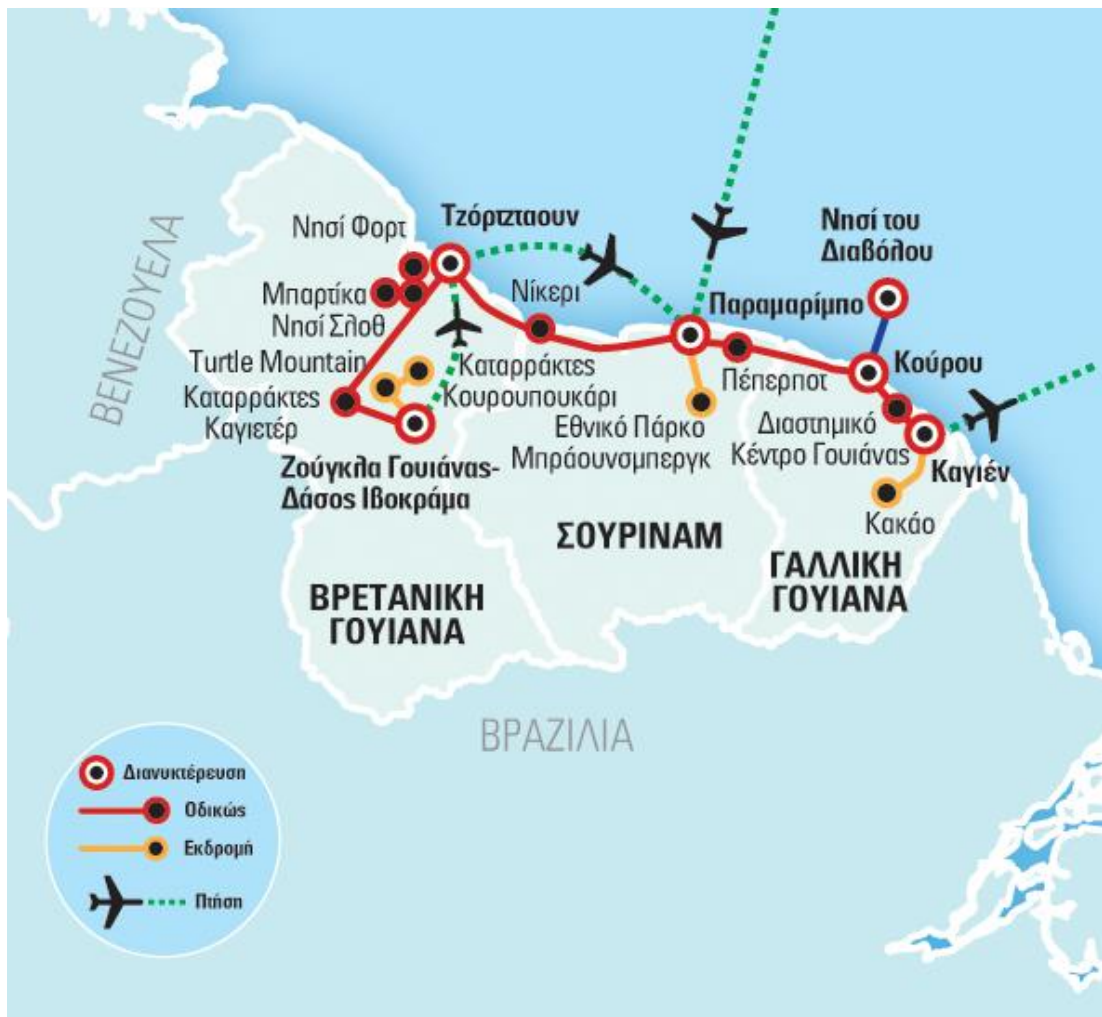 ΒΕΝΕΖΟΥΕΛΑ
Νησί Φορτ
Τζόρτζταουν
Μπαρτίκα
Νησί Σλοθ
Turtle Mountain
Καταρράκτες
Καγιετέρ
Καταρράκτες
Κουρουπουκάρι
Ζούγκλα Γουιάνας-
Δάσος Ιβοκράμα
Νίκερι
Παραμαρίμπο
Νησί του
Διαβόλου
Πέπερποτ
Κούρου
Εθνικό Πάρκο
Μπράουνσμπεργκ
Διαστημικό
Κέντρο Γουιάνας
Καγιέν
Κακάο
ΣΟΥΡΙΝΑΜ
ΒΡΕΤΑΝΙΚΗ
ΓΟΥΙΑΝΑ
ΓΑΛΛΙΚΗ
ΓΟΥΙΑΝΑ
ΒΡΑΖΙΛΙΑ
Διανυκτέρευση
Οδικώς
Εκδρομή
Πτήση